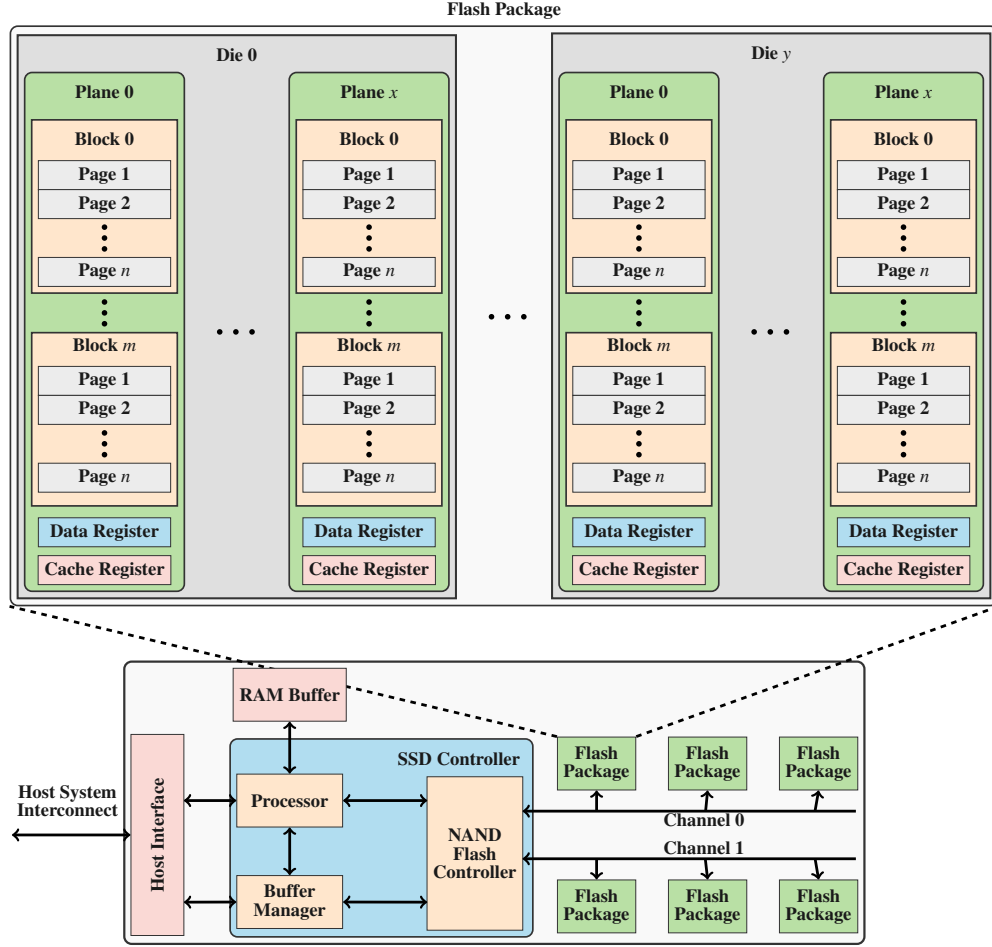 Flash Package
Die 0
Plane 0
Block 0
Page 1
Page 2
Page n
Block m
Page 1
Page 2
Page n
Data Register
Cache Register
Plane x
Block 0
Page 1
Page 2
Page n
Block m
Page 1
Page 2
Page n
Data Register
Cache Register
Die y
Plane 0
Block 0
Page 1
Page 2
Page n
Block m
Page 1
Page 2
Page n
Data Register
Cache Register
Plane x
Block 0
Page 1
Page 2
Page n
Block m
Page 1
Page 2
Page n
Data Register
Cache Register
Host System
Interconnect
Host Interface
RAM Buffer
SSD Controller
Processor
Buffer
Manager
NAND
Flash
Controller
Flash
Package
Flash
Package
Flash
Package
Channel 0
Channel 1
Flash
Package
Flash
Package
Flash
Package